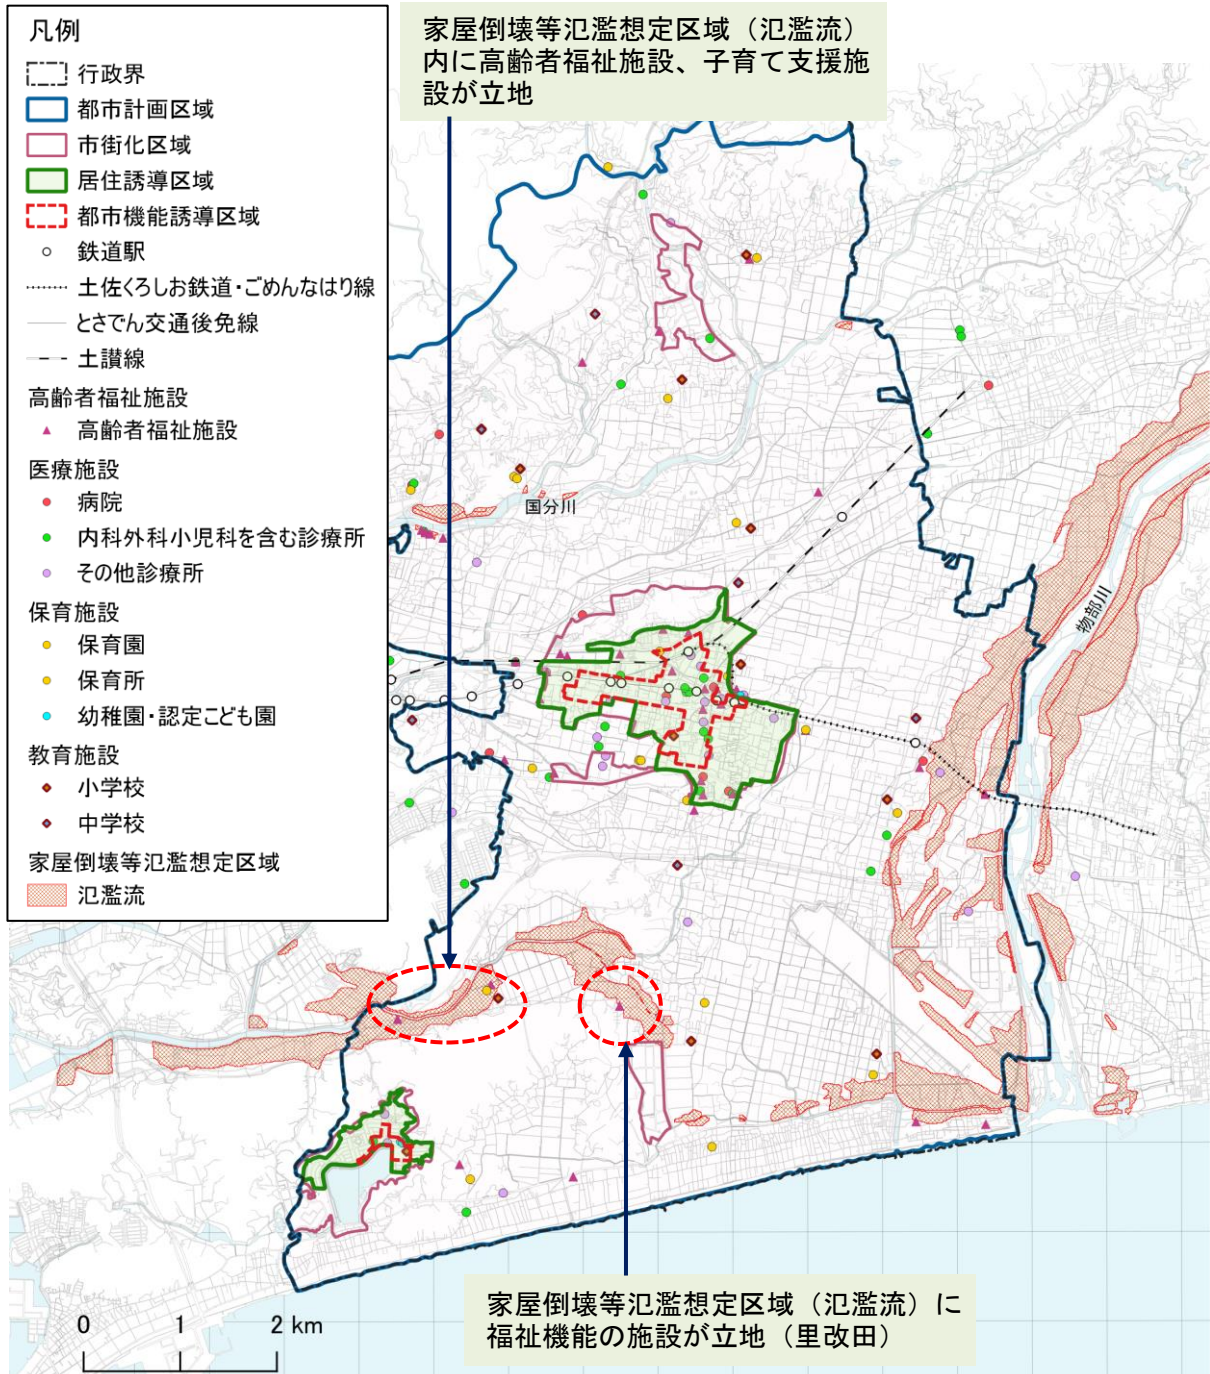 家屋倒壊等氾濫想定区域（氾濫流）
内に高齢者福祉施設、子育て支援施
設が立地
凡例
行政界
都市計画区域
市街化区域
居住誘導区域
都市機能誘導区域
鉄道駅
土佐くろしお鉄道・ごめんなはり線
とさでん交通後免線
土讃線
高齢者福祉施設
高齢者福祉施設
医療施設
病院
内科外科小児科を含む診療所
その他診療所
保育施設
保育園
保育所
幼稚園・認定こども園
教育施設
小学校
中学校
家屋倒壊等氾濫想定区域
氾濫流
国分川
物部川
0 1 2 km
家屋倒壊等氾濫想定区域（氾濫流）に
福祉機能の施設が立地（里改田）